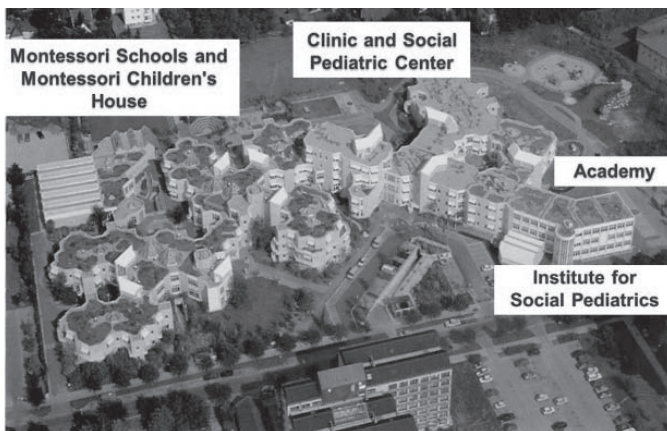 Montessori Schools and
Montessori Children's
House
Clinic and Social
Pediatric Center
Academy
Institute for
Social Pediatrics